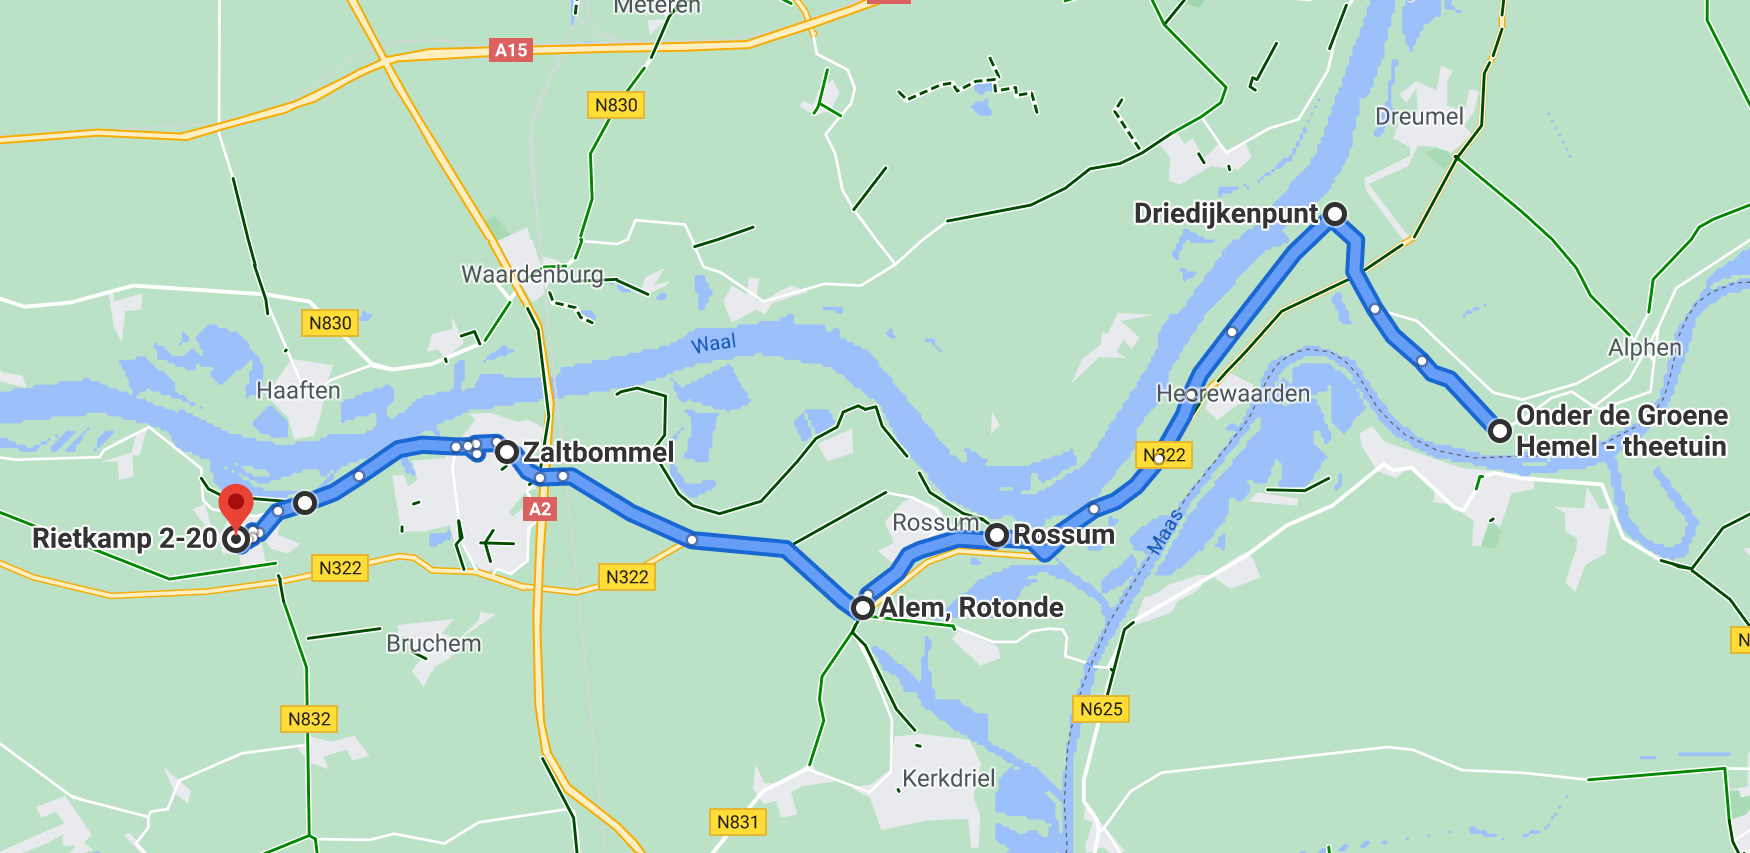 Meteren
A15
N830
Dreumel
Driedijkenpunt
Waardenburg
N830
Waal
Alphen
Haaften
Heerewaarden
Onder de Groene
Hemel - theetuin
Zaltbommel
N322
A2
Rossum
Rossum
Maas
Rietkamp 2-20
N322
N322
Alem, Rotonde
Bruchem
N
N832
N625
Kerkdriel
N831